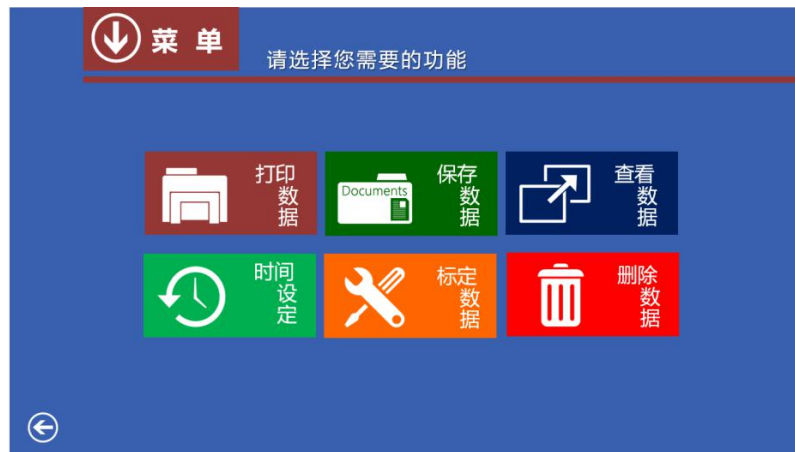 菜 单
请选择您需要的功能
打印
数
据
Documents
保存
数
据
查看
数
据
时间
设
定
标定
数
据
删除
数
据